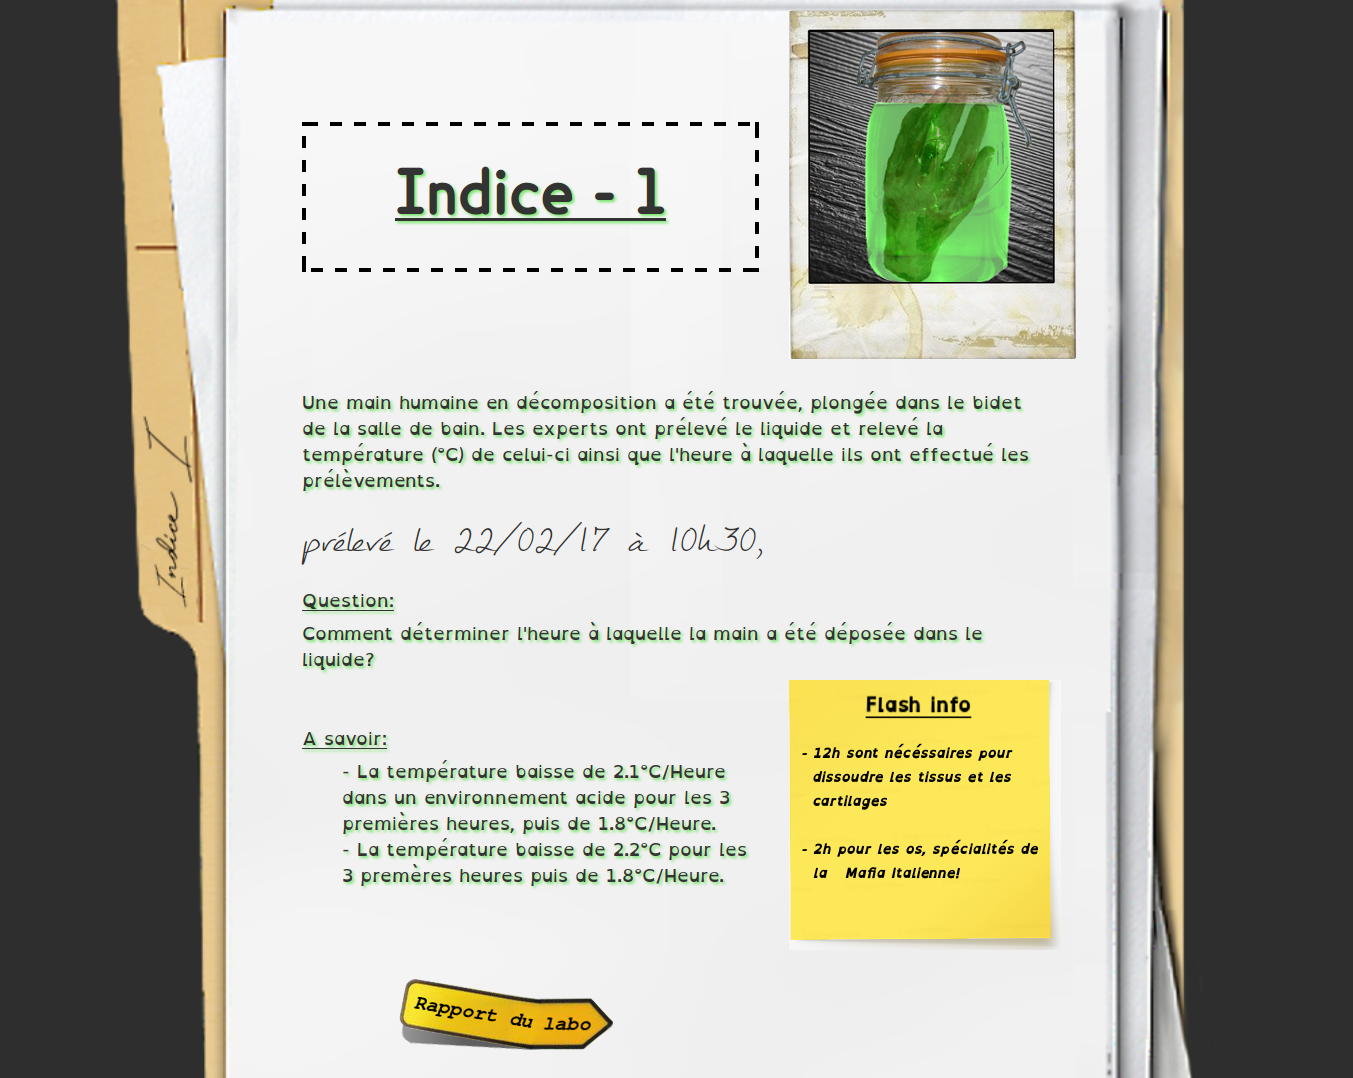 Indice - 1
Indice I
Une main humaine en décomposition a été trouvée, plongée dans le bidet
de la salle de bain. Les experts ont prélevé le liquide et relevé la
température (°C) de celui-ci ainsi que l'heure à laquelle ils ont effectué les
prélèvements.
prélevé le 22/02/17 à 10h30,
Question:
Comment déterminer l'heure à laquelle la main a été déposée dans le
liquide?
A savoir:
- La température baisse de 2.1°C/Heure
dans un environnement acide pour les 3
premières heures, puis de 1.8°C/Heure.
- La température baisse de 2.2°C pour les
3 premères heures puis de 1.8°C/Heure.
Flash info
- 12h sont nécéssaires pour
dissoudre les tissus et les
cartilages
- 2h pour les os, spécialités de
la Mafia Italienne!
Rapport du labo